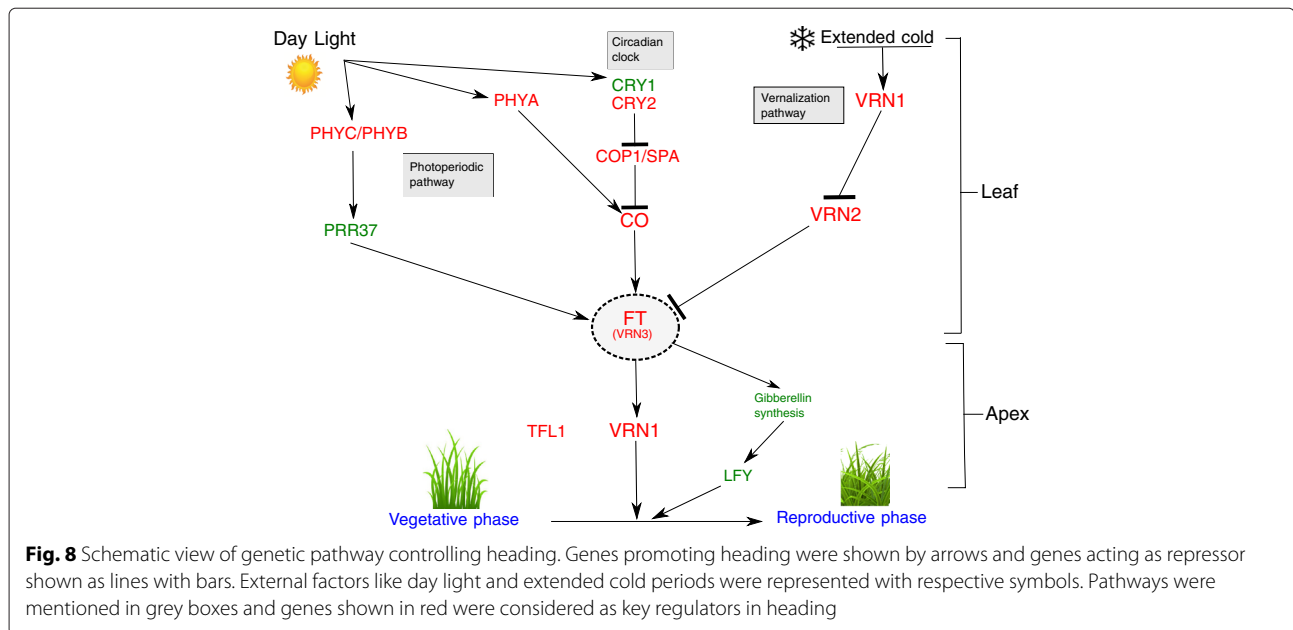 Day Light
Circadian
clock
Extended cold
CRY1
CRY2
PHYA
Vernalization
pathway
VRN1
PHYC/PHYB
COP1/SPA
Photoperiodic
pathway
Leaf
CO
VRN2
PRR37
FT
(VRN3)
Gibberellin
synthesis
Apex
TFL1
VRN1
LFY
Vegetative phase
Reproductive phase
Fig. 8 Schematic view of genetic pathway controlling heading. Genes promoting heading were shown by arrows and genes acting as repressor
shown as lines with bars. External factors like day light and extended cold periods were represented with respective symbols. Pathways were
mentioned in grey boxes and genes shown in red were considered as key regulators in heading